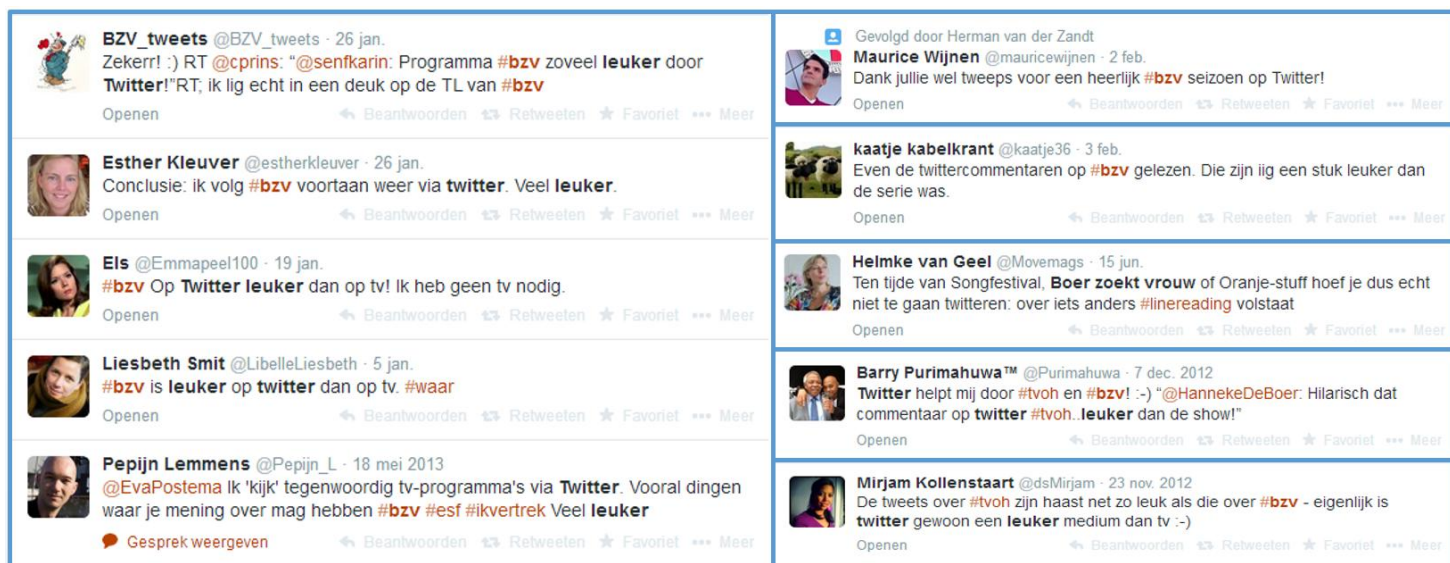 BZV_tweets @BZV_tweets · 26 jan.
Zekerr! :) RT @cprins: “@senfkarin: Programma #bzv zoveel leuker door
Twitter!”RT; ik lig echt in een deuk op de TL van #bzv
Openen Beantwoorden Retweeten Favoriet ••• Meer
Esther Kleuver @estherkleuver · 26 jan.
Conclusie: ik volg #bzv voortaan weer via twitter. Veel leuker.
Openen Beantwoorden Retweeten Favoriet ••• Meer
Els @Emmapeel100 · 19 jan.
#bzv Op Twitter leuker dan op tv! Ik heb geen tv nodig.
Openen Beantwoorden Retweeten Favoriet ••• Meer
Liesbeth Smit @LibelleLiesbeth · 5 jan.
#bzv is leuker op twitter dan op tv. #waar
Openen Beantwoorden Retweeten Favoriet ••• Meer
Pepijn Lemmens @Pepijn_L · 18 mei 2013
@EvaPostema Ik 'kijk' tegenwoordig tv-programma's via Twitter. Vooral dingen
waar je mening over mag hebben #bzv #esf #ikvertrek Veel leuker
Gesprek weergeven Beantwoorden Retweeten Favoriet ••• Meer
Gevolgd door Herman van der Zandt
Maurice Wijnen @mauricewijnen · 2 feb.
Dank jullie wel tweeps voor een heerlijk #bzv seizoen op Twitter!
Openen Beantwoorden Retweeten Favoriet ••• Meer
kaatje kabelkrant @kaatje36 · 3 feb.
Even de twittercommentaren op #bzv gelezen. Die zijn iig een stuk leuker dan
de serie was.
Openen Beantwoorden Retweeten Favoriet ••• Meer
Helmke van Geel @Movemags · 15 jun.
Ten tijde van Songfestival, Boer zoekt vrouw of Oranje-stuff hoef je dus echt
niet te gaan twitteren: over iets anders #linereading volstaat
Openen Beantwoorden Retweeten Favoriet ••• Meer
Barry Purimahuwa™ @Purimahuwa · 7 dec. 2012
Twitter helpt mij door #tvoh en #bzv! :-) “@HannekeDeBoer: Hilarisch dat
commentaar op twitter #tvoh..leuker dan de show!”
Openen Beantwoorden Retweeten Favoriet ••• Meer
Mirjam Kollenstaart @dsMirjam · 23 nov. 2012
De tweets over #tvoh zijn haast net zo leuk als die over #bzv - eigenlijk is
twitter gewoon een leuker medium dan tv :-)
Openen Beantwoorden Retweeten Favoriet ••• Meer